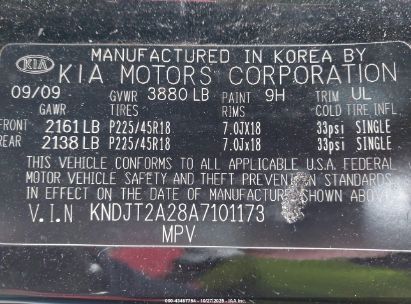 KIA MANUFACTURED IN KOREA BY
KIA MOTORS CORPORATION
09/09 GVWR 3880 LB PAINT 9H TRIM UL
GAWR TIRES RIMS COLD TIRE INFL
FRONT 2161 LB P225/45R18 7.0JX18 33psi SINGLE
REAR 2138 LB P225/45R18 7.0Jx18 33psi SINGLE
THIS VEHICLE CONFORMS TO ALL APPLICABLE U.S.A. FEDERAL
MOTOR VEHICLE SAFETY AND THEFT PREVENTION STANDARDS
IN EFFECT ON THE DATE OF MANUFACTURE SHOWN ABOVE.
V.I.N KNDJT2A28A7101173
MPV